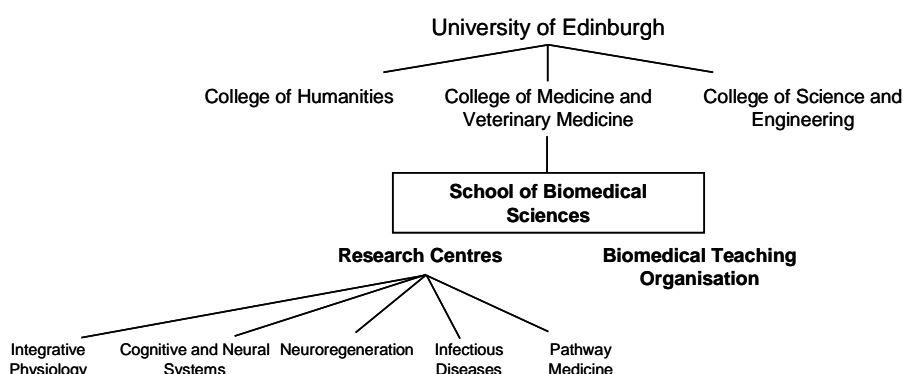 University of Edinburgh
College of Humanities
College of Medicine and
Veterinary Medicine
College of Science and
Engineering
School of Biomedical
Sciences
Research Centres
Biomedical Teaching
Organisation
Integrative
Physiology
Cognitive and Neural
Systems
Neuroregeneration
Infectious
Diseases
Pathway
Medicine